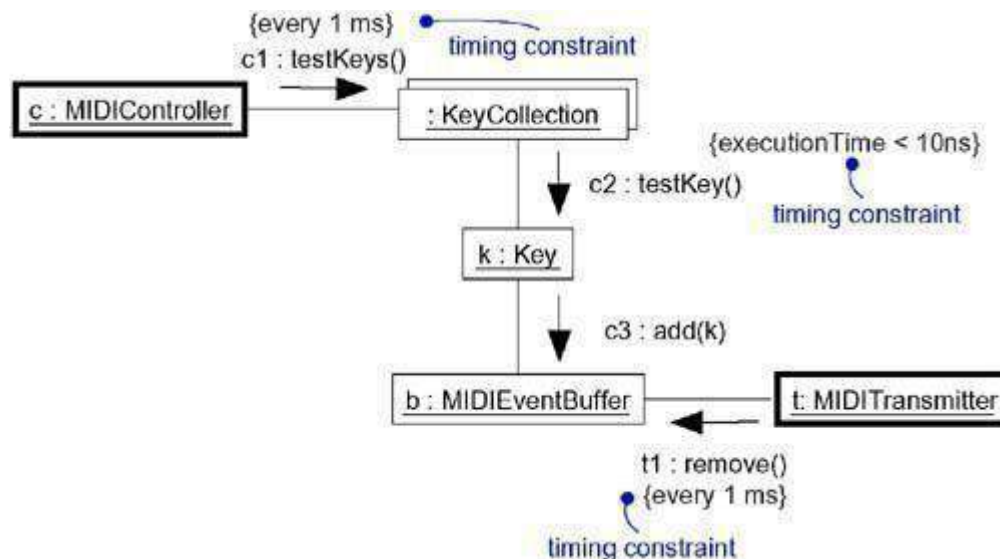 {every 1 ms}
timing constraint
c1 : testKeys()
c : MIDIController
: KeyCollection
{executionTime < 10ns}
c2 : testKey()
timing constraint
k : Key
c3 : add(k)
b : MIDIEventBuffer
t: MIDITransmitter
t1 : remove()
{every 1 ms}
timing constraint